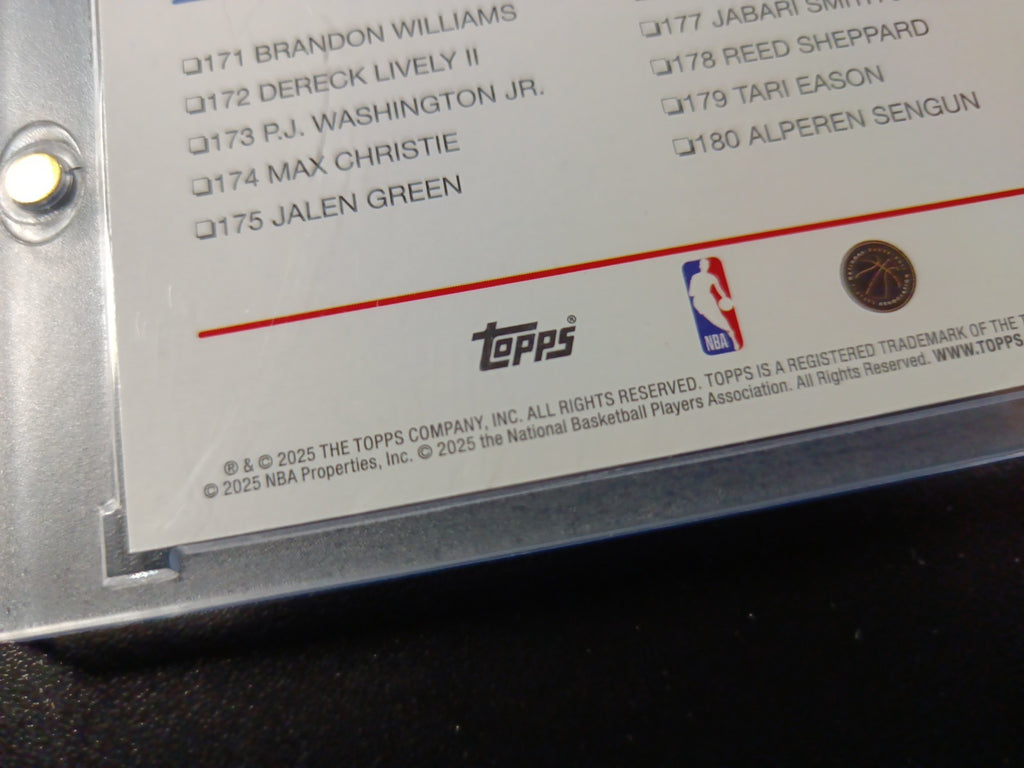 ❏171 BRANDON WILLIAMS
❏172 DERECK LIVELY II
❏173 P.J. WASHINGTON JR.
❏174 MAX CHRISTIE
❏175 JALEN GREEN
❏177 JABARI
❏178 REED SHEPPARD
❏179 TARI EASON
❏180 ALPEREN SENGUN
Topps®
NBA
® & © 2025 THE TOPPS COMPANY, INC. ALL RIGHTS RESERVED. TOPPS IS A REGISTERED TRADEMARK OF THE
© 2025 NBA Properties, Inc. © 2025 the National Basketball Players Association. All Rights Reserved. WWW.TOPPS.